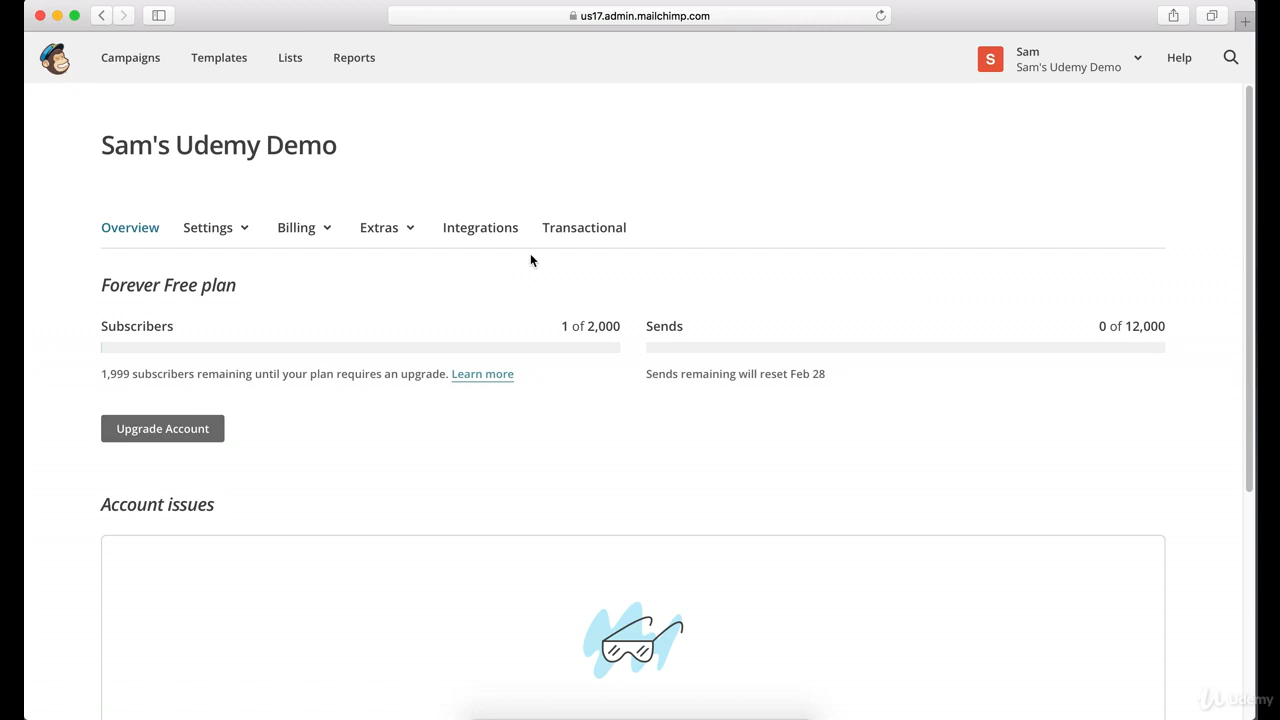 us17.admin.mailchimp.com
Campaigns Templates Lists Reports
S
Sam
Sam's Udemy Demo
Help
Sam's Udemy Demo
Overview Settings Billing Extras Integrations Transactional
Forever Free plan
Subscribers 1 of 2,000
1,999 subscribers remaining until your plan requires an upgrade. Learn more
Sends 0 of 12,000
Sends remaining will reset Feb 28
Upgrade Account
Account issues
Udemy